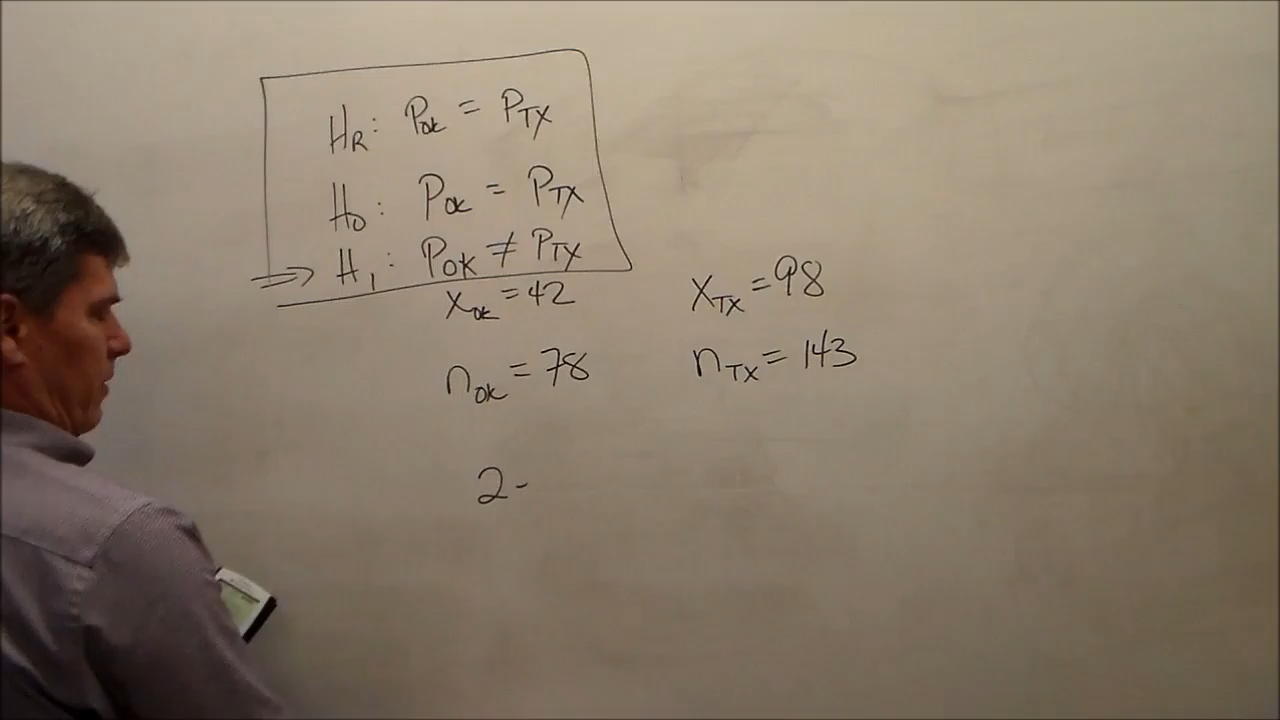 H_R: P_OK = P_TX
H_0: P_OK = P_TX
⇒ H_1: P_OK ≠ P_TX
x_OK = 42 x_TX = 98
n_OK = 78 n_TX = 143
2-